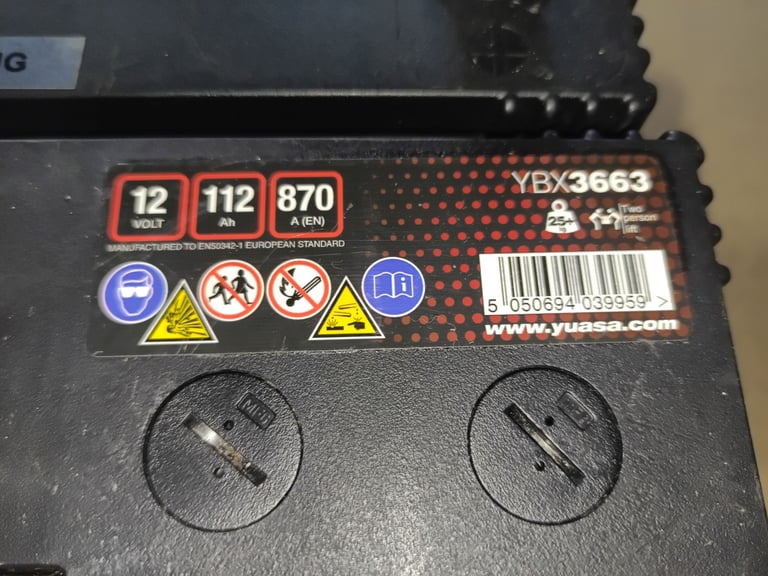 UG
12
VOLT
112
Ah
870
A (EN)
MANUFACTURED TO EN50342-1 EUROPEAN STANDARD
YBX3663
25+
kg
Two
person
lift
5 050694 039959 >
www.yuasa.com